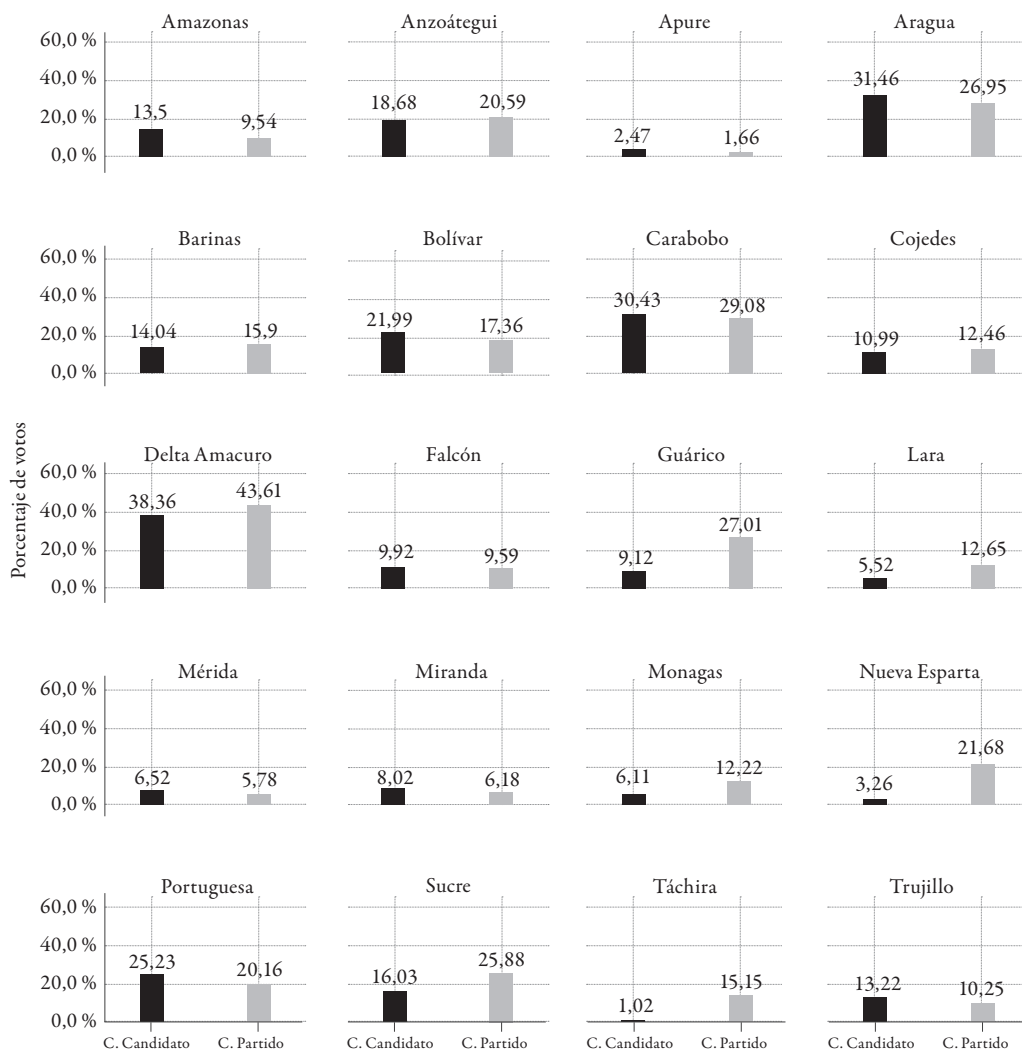 Porcentaje de votos
Amazonas Anzoátegui Apure Aragua
60,0 %
40,0 %
20,0 %
0,0 %
13,5 9,54 18,68 20,59 2,47 1,66 31,46 26,95
Barinas Bolívar Carabobo Cojedes
60,0 %
40,0 %
20,0 %
0,0 %
14,04 15,9 21,99 17,36 30,43 29,08 10,99 12,46
Delta Amacuro Falcón Guárico Lara
60,0 %
40,0 %
20,0 %
0,0 %
38,36 43,61 9,92 9,59 9,12 27,01 5,52 12,65
Mérida Miranda Monagas Nueva Esparta
60,0 %
40,0 %
20,0 %
0,0 %
6,52 5,78 8,02 6,18 6,11 12,22 3,26 21,68
Portuguesa Sucre Táchira Trujillo
60,0 %
40,0 %
20,0 %
0,0 %
25,23 20,16 16,03 25,88 1,02 15,15 13,22 10,25
C. Candidato C. Partido C. Candidato C. Partido C. Candidato C. Partido C. Candidato C. Partido